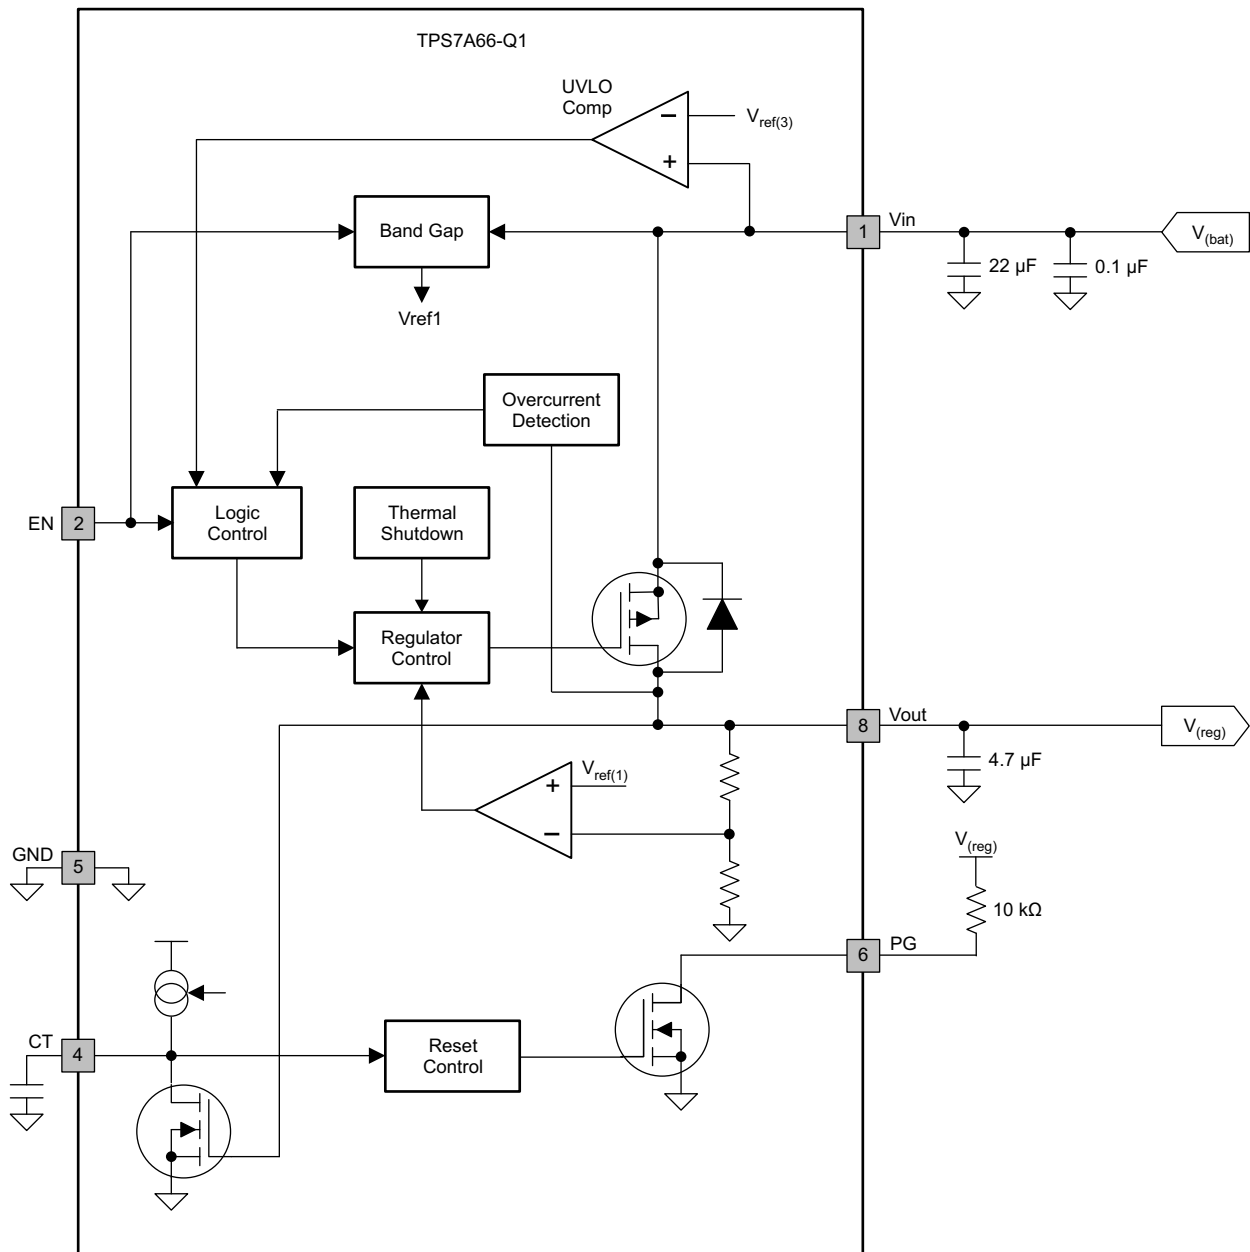 TPS7A66-Q1
UVLO
Comp
−
V_ref(3)
+
Band Gap
1
Vin
V_(bat)
22 µF
0.1 µF
Vref1
Overcurrent
Detection
EN
2
Logic
Control
Thermal
Shutdown
Regulator
Control
8
Vout
V_(reg)
4.7 µF
+
V_ref(1)
−
GND
5
V_(reg)
10 kΩ
6
PG
CT
4
Reset
Control